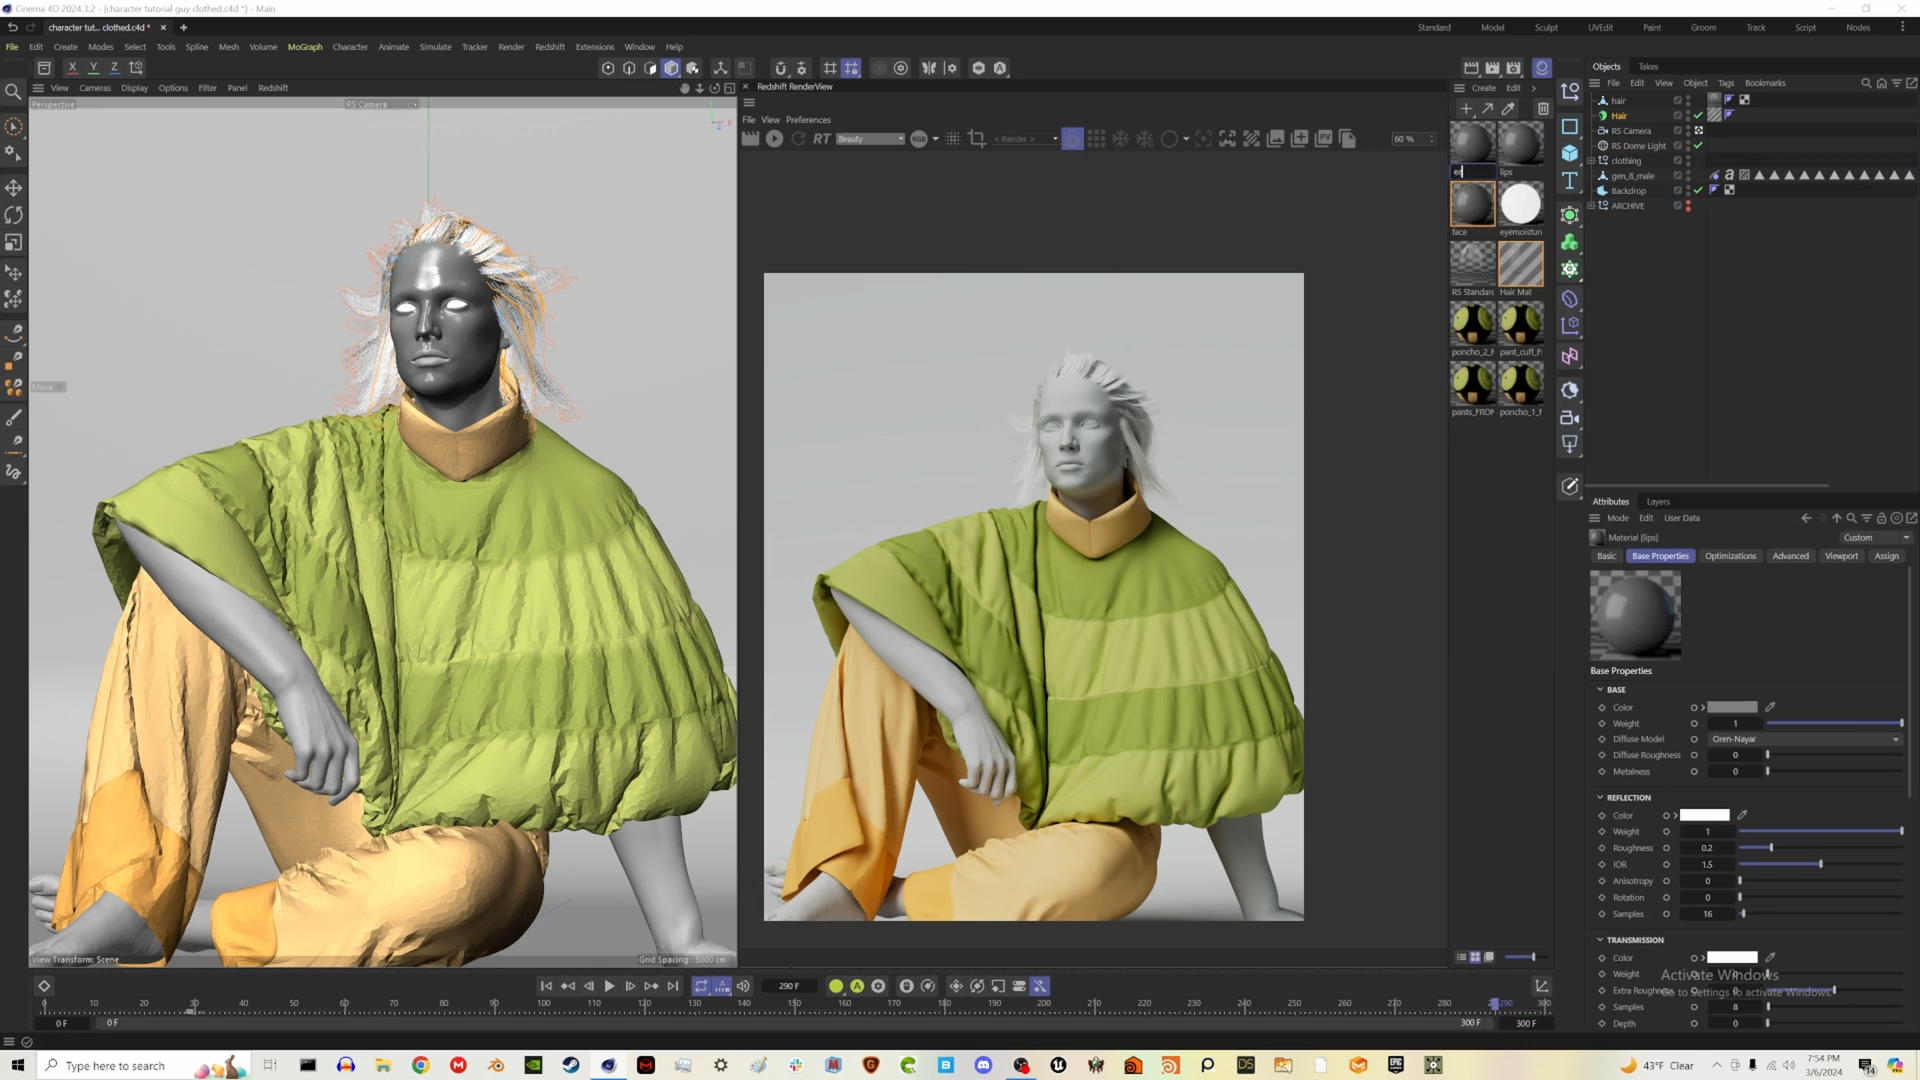 Cinema 4D 2024.3.2 - [character tutorial guy clothed.c4d *] - Main
character tut... clothed.c4d *
Standard Model Sculpt UVEdit Paint Groom Track Script Nodes
File Edit Create Modes Select Tools Spline Mesh Volume MoGraph Character Animate Simulate Tracker Render Redshift Extensions Window Help
X Y Z
View Cameras Display Options Filter Panel Redshift
Perspective
RS Camera
Move
View Transform: Scene
Grid Spacing : 5000 cm
Redshift RenderView
File View Preferences
RT Beauty < Render > 60 %
Create Edit
lips
face eyemoisture
RS Standard Hair Mat
poncho_2_F pant_cuff_F
pants_FRON poncho_1_F
Objects Takes
File Edit View Object Tags Bookmarks
hair
Hair
RS Camera
RS Dome Light
clothing
gen_8_male
Backdrop
ARCHIVE
Attributes Layers
Mode Edit User Data
Material [lips]
Custom
Basic Base Properties Optimizations Advanced Viewport Assign
Base Properties
BASE
Color
Weight 1
Diffuse Model Oren-Nayar
Diffuse Roughness 0
Metalness 0
REFLECTION
Color
Weight 1
Roughness 0.2
IOR 1.5
Anisotropy 0
Rotation 0
Samples 16
TRANSMISSION
Color
Weight
Extra Roughness
Samples 8
Depth 0
Activate Windows
Go to Settings to activate Windows.
290 F
0 10 20 30 40 50 60 70 80 90 100 110 120 130 140 150 160 170 180 190 200 210 220 230 240 250 260 270 280 290 300
0 F 0 F 300 F 300 F
Type here to search
43°F Clear
7:54 PM
3/6/2024